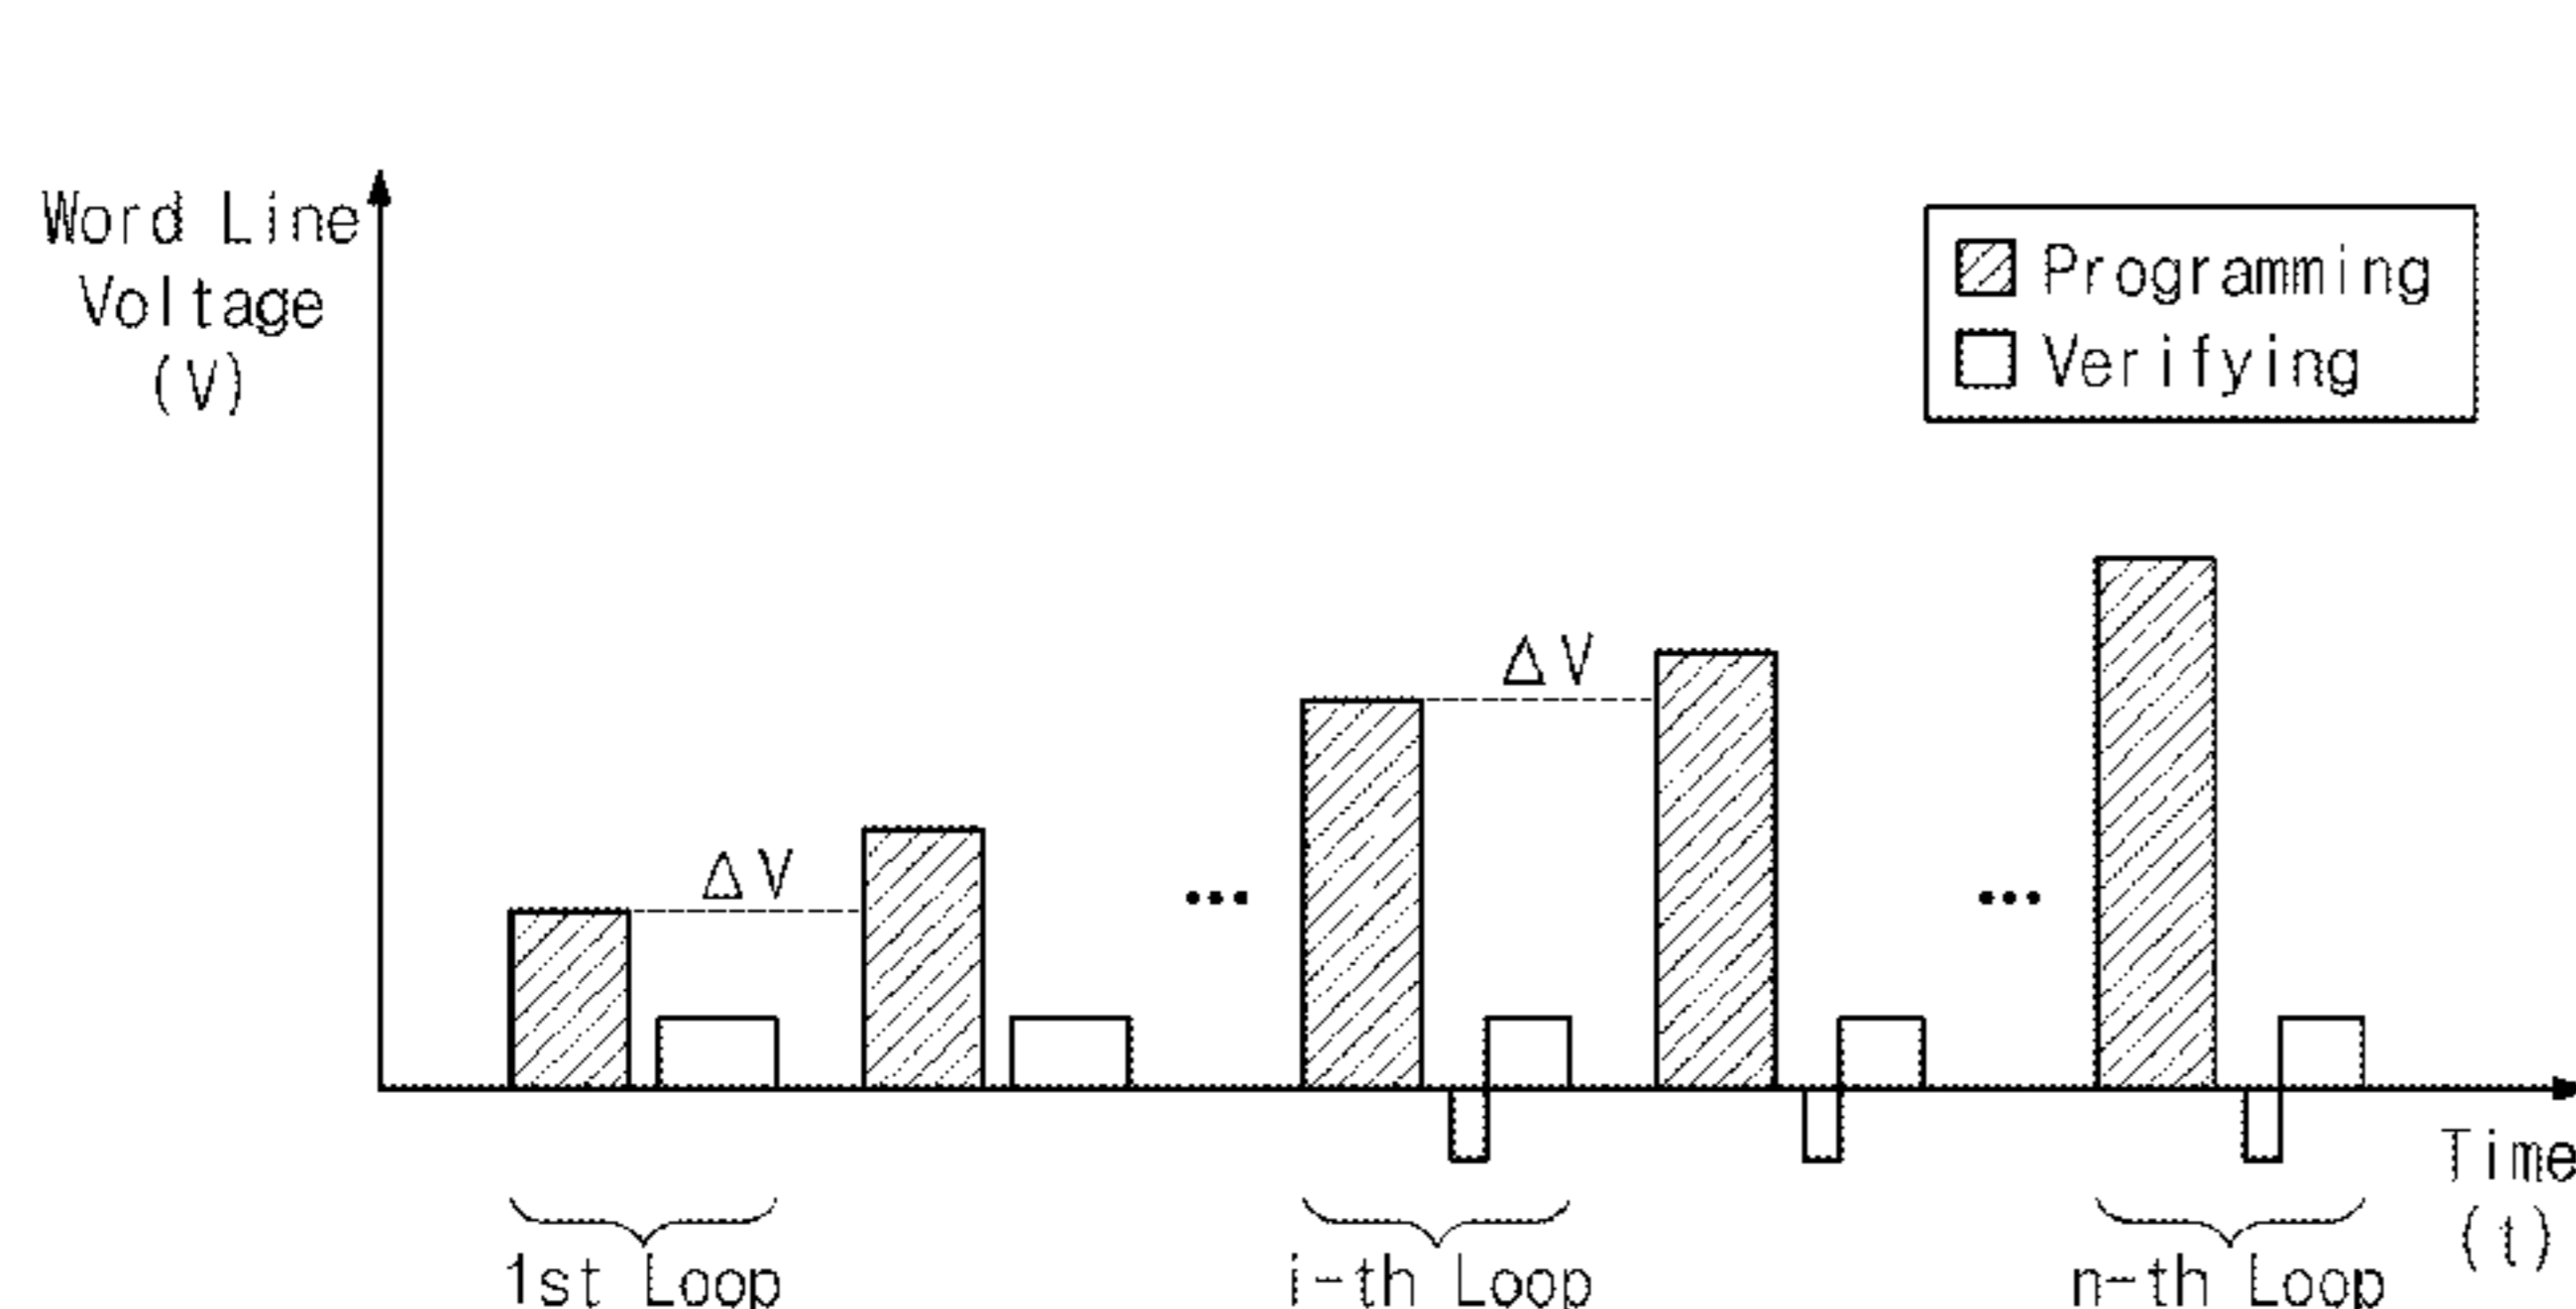 Word Line
Voltage
(V)
Programming
Verifying
ΔV
ΔV
•••
•••
Time
(t)
1st Loop
i-th Loop
n-th Loop